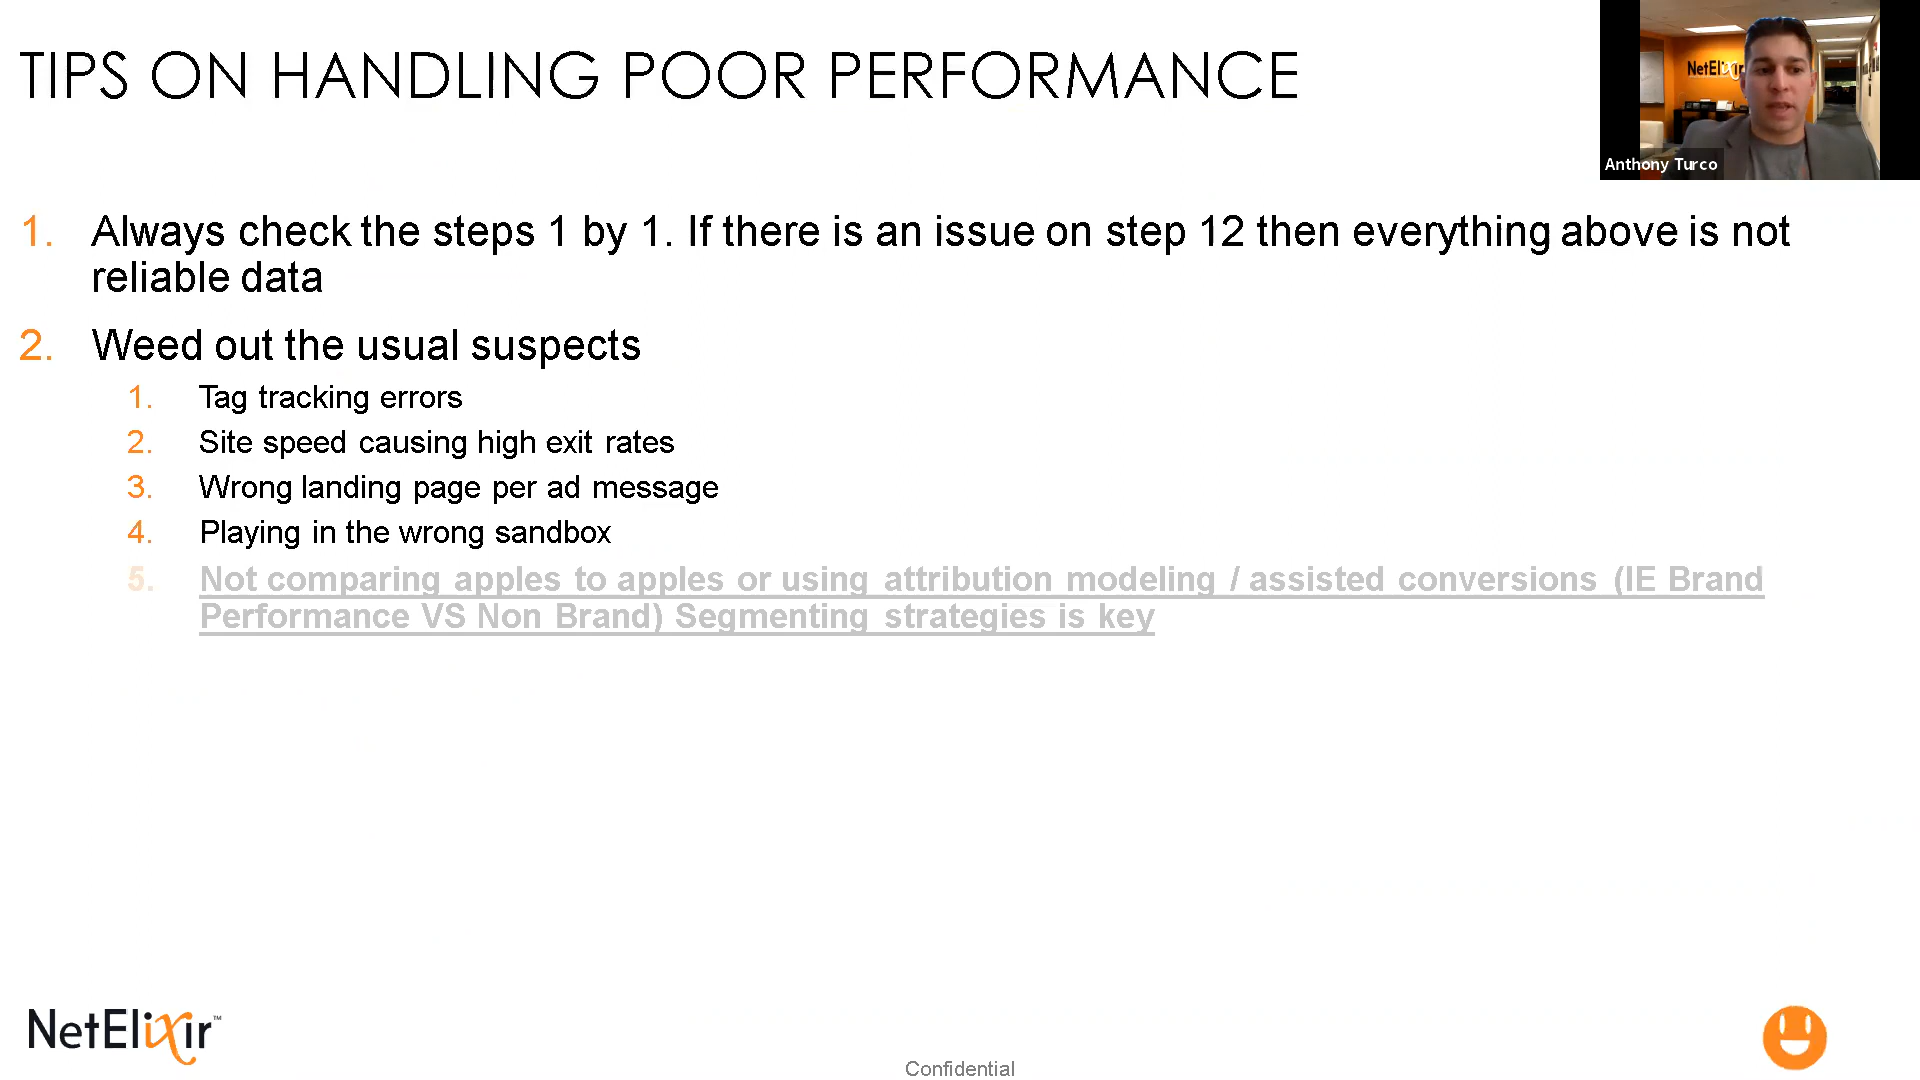 TIPS ON HANDLING POOR PERFORMANCE
NetElixir
Anthony Turco
1. Always check the steps 1 by 1. If there is an issue on step 12 then everything above is not
reliable data
2. Weed out the usual suspects
1. Tag tracking errors
2. Site speed causing high exit rates
3. Wrong landing page per ad message
4. Playing in the wrong sandbox
5. Not comparing apples to apples or using attribution modeling / assisted conversions (IE Brand
Performance VS Non Brand) Segmenting strategies is key
NetElixir™
Confidential